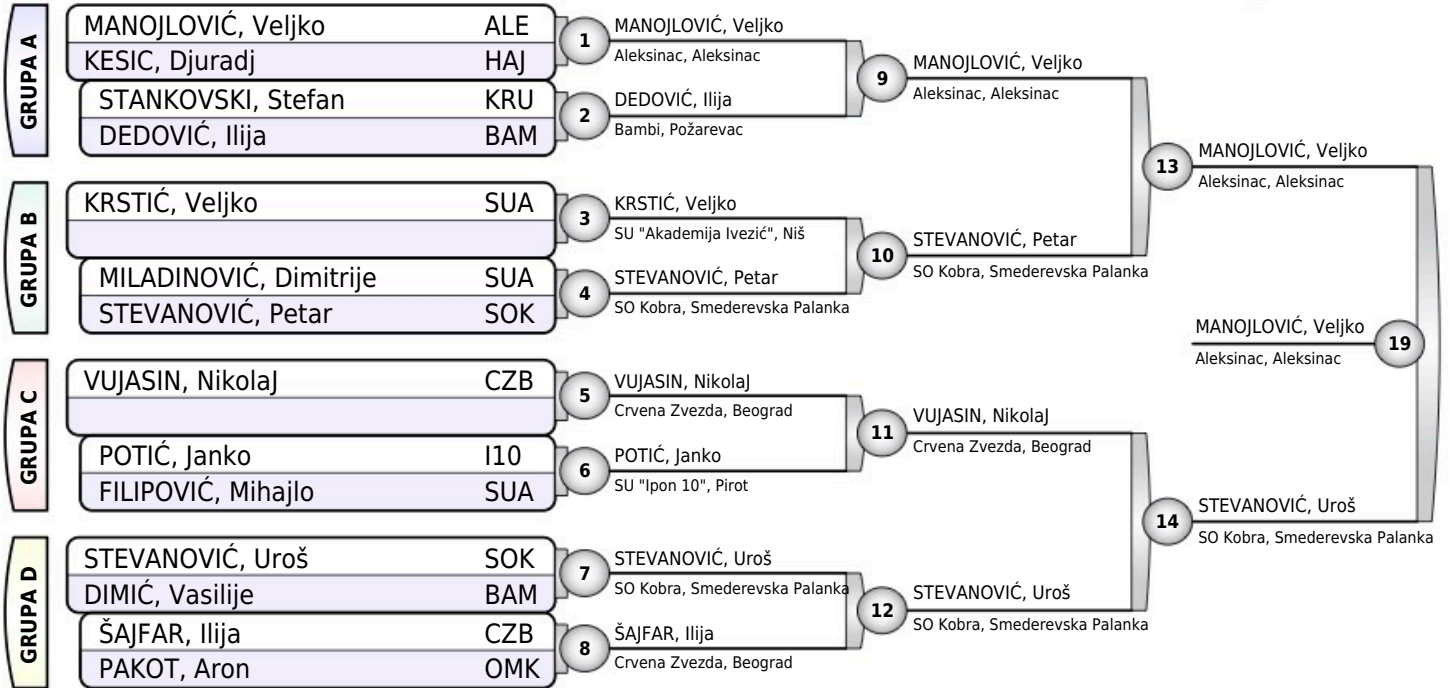 GRUPA A
MANOJLOVIĆ, Veljko ALE
KESIC, Djuradj HAJ
STANKOVSKI, Stefan KRU
DEDOVIĆ, Ilija BAM
GRUPA B
KRSTIĆ, Veljko SUA
MILADINOVIĆ, Dimitrije SUA
STEVANOVIĆ, Petar SOK
GRUPA C
VUJASIN, NikolaJ CZB
POTIĆ, Janko I10
FILIPOVIĆ, Mihajlo SUA
GRUPA D
STEVANOVIĆ, Uroš SOK
DIMIĆ, Vasilije BAM
ŠAJFAR, Ilija CZB
PAKOT, Aron OMK
1
MANOJLOVIĆ, Veljko
Aleksinac, Aleksinac
2
DEDOVIĆ, Ilija
Bambi, Požarevac
3
KRSTIĆ, Veljko
SU "Akademija Ivezić", Niš
4
STEVANOVIĆ, Petar
SO Kobra, Smederevska Palanka
5
VUJASIN, NikolaJ
Crvena Zvezda, Beograd
6
POTIĆ, Janko
SU "Ipon 10", Pirot
7
STEVANOVIĆ, Uroš
SO Kobra, Smederevska Palanka
8
ŠAJFAR, Ilija
Crvena Zvezda, Beograd
9
MANOJLOVIĆ, Veljko
Aleksinac, Aleksinac
10
STEVANOVIĆ, Petar
SO Kobra, Smederevska Palanka
11
VUJASIN, NikolaJ
Crvena Zvezda, Beograd
12
STEVANOVIĆ, Uroš
SO Kobra, Smederevska Palanka
13
MANOJLOVIĆ, Veljko
Aleksinac, Aleksinac
14
STEVANOVIĆ, Uroš
SO Kobra, Smederevska Palanka
MANOJLOVIĆ, Veljko
Aleksinac, Aleksinac
19